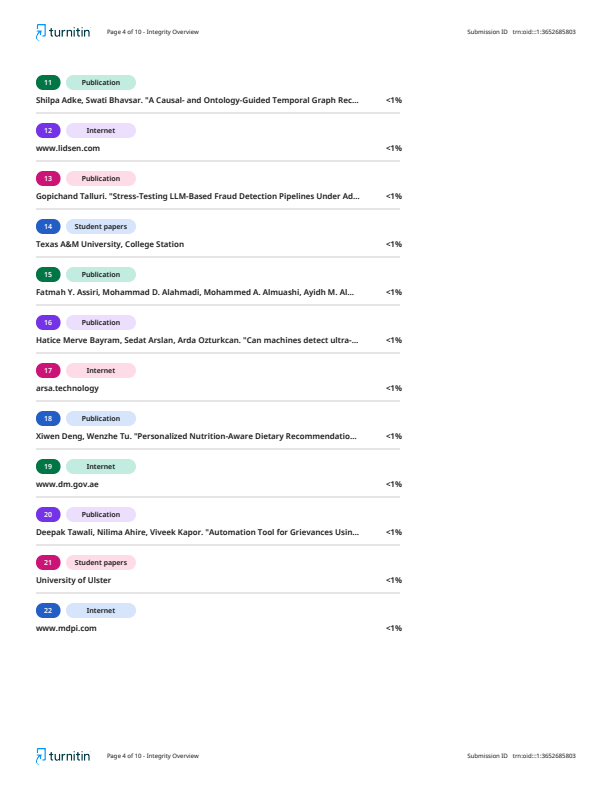 turnitin Page 4 of 10 - Integrity Overview Submission ID trn:oid:::1:3652685803
11 Publication
Shilpa Adke, Swati Bhavsar. "A Causal- and Ontology-Guided Temporal Graph Rec... <1%
12 Internet
www.lidsen.com <1%
13 Publication
Gopichand Talluri. "Stress-Testing LLM-Based Fraud Detection Pipelines Under Ad... <1%
14 Student papers
Texas A&M University, College Station <1%
15 Publication
Fatmah Y. Assiri, Mohammad D. Alahmadi, Mohammed A. Almuashi, Ayidh M. Al... <1%
16 Publication
Hatice Merve Bayram, Sedat Arslan, Arda Ozturkcan. "Can machines detect ultra-... <1%
17 Internet
arsa.technology <1%
18 Publication
Xiwen Deng, Wenzhe Tu. "Personalized Nutrition-Aware Dietary Recommendatio... <1%
19 Internet
www.dm.gov.ae <1%
20 Publication
Deepak Tawali, Nilima Ahire, Viveek Kapor. "Automation Tool for Grievances Usin... <1%
21 Student papers
University of Ulster <1%
22 Internet
www.mdpi.com <1%
turnitin Page 4 of 10 - Integrity Overview Submission ID trn:oid:::1:3652685803